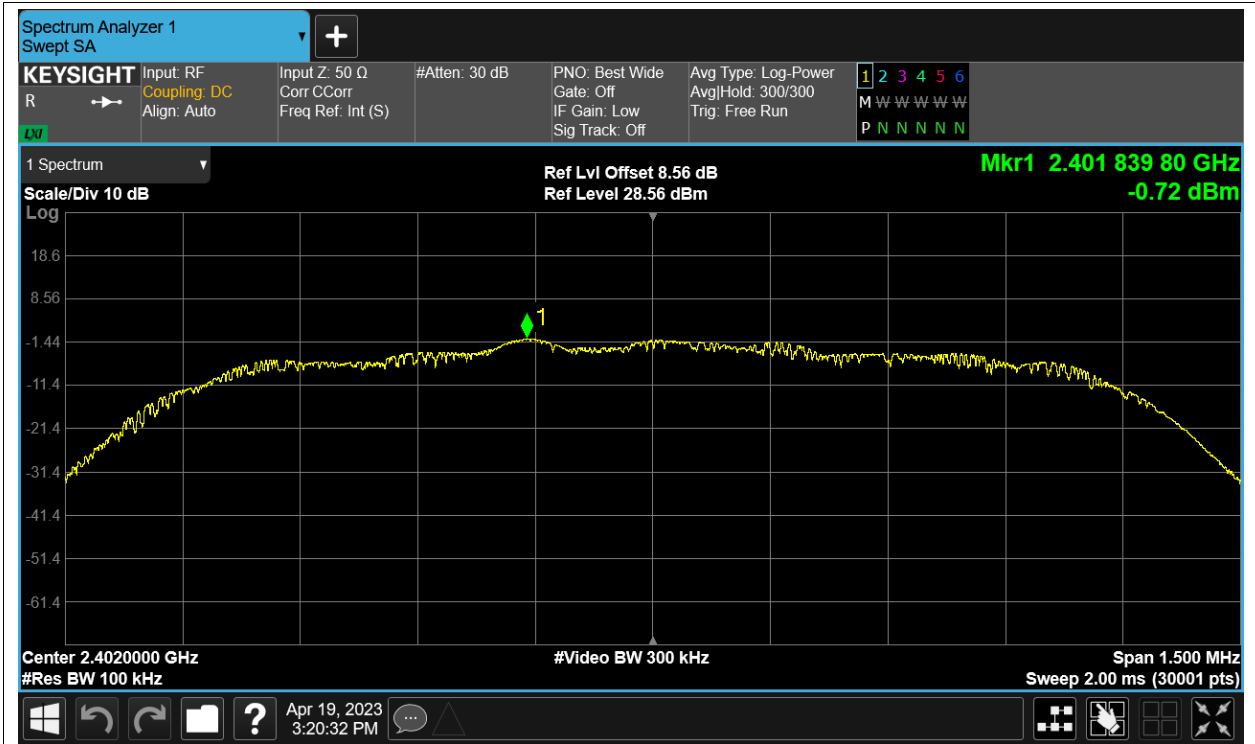 Spectrum Analyzer 1
Swept SA
KEYSIGHT
R
LXI
Input: RF
Coupling: DC
Align: Auto
Input Z: 50 Ω
Corr CCorr
Freq Ref: Int (S)
#Atten: 30 dB
PNO: Best Wide
Gate: Off
IF Gain: Low
Sig Track: Off
Avg Type: Log-Power
Avg|Hold: 300/300
Trig: Free Run
1 2 3 4 5 6
M W W W W W
P N N N N N
1 Spectrum
Scale/Div 10 dB
Log
Ref Lvl Offset 8.56 dB
Ref Level 28.56 dBm
Mkr1 2.401 839 80 GHz
-0.72 dBm
18.6
8.56
1
-1.44
-11.4
-21.4
-31.4
-41.4
-51.4
-61.4
Center 2.4020000 GHz
#Video BW 300 kHz
Span 1.500 MHz
#Res BW 100 kHz
Sweep 2.00 ms (30001 pts)
?
Apr 19, 2023
3:20:32 PM